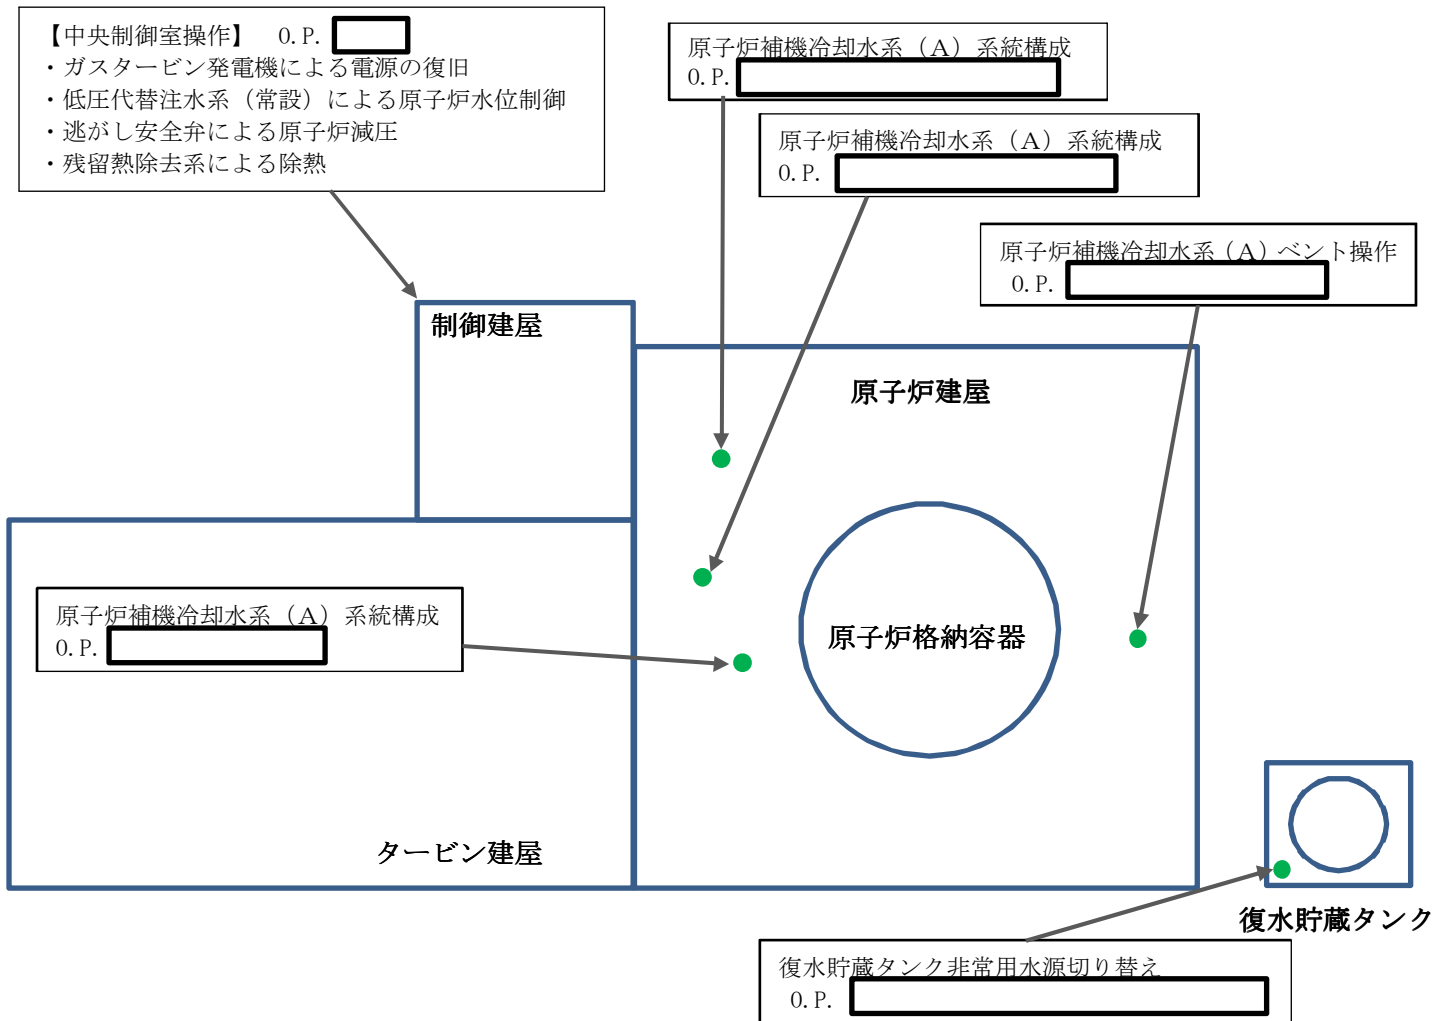 【中央制御室操作】 O.P.
・ガスタービン発電機による電源の復旧
・低圧代替注水系（常設）による原子炉水位制御
・逃がし安全弁による原子炉減圧
・残留熱除去系による除熱
原子炉補機冷却水系（A）系統構成
O.P.
原子炉補機冷却水系（A）系統構成
O.P.
原子炉補機冷却水系（A）ベント操作
O.P.
制御建屋
原子炉建屋
原子炉補機冷却水系（A）系統構成
O.P.
原子炉格納容器
タービン建屋
復水貯蔵タンク
復水貯蔵タンク非常用水源切り替え
O.P.